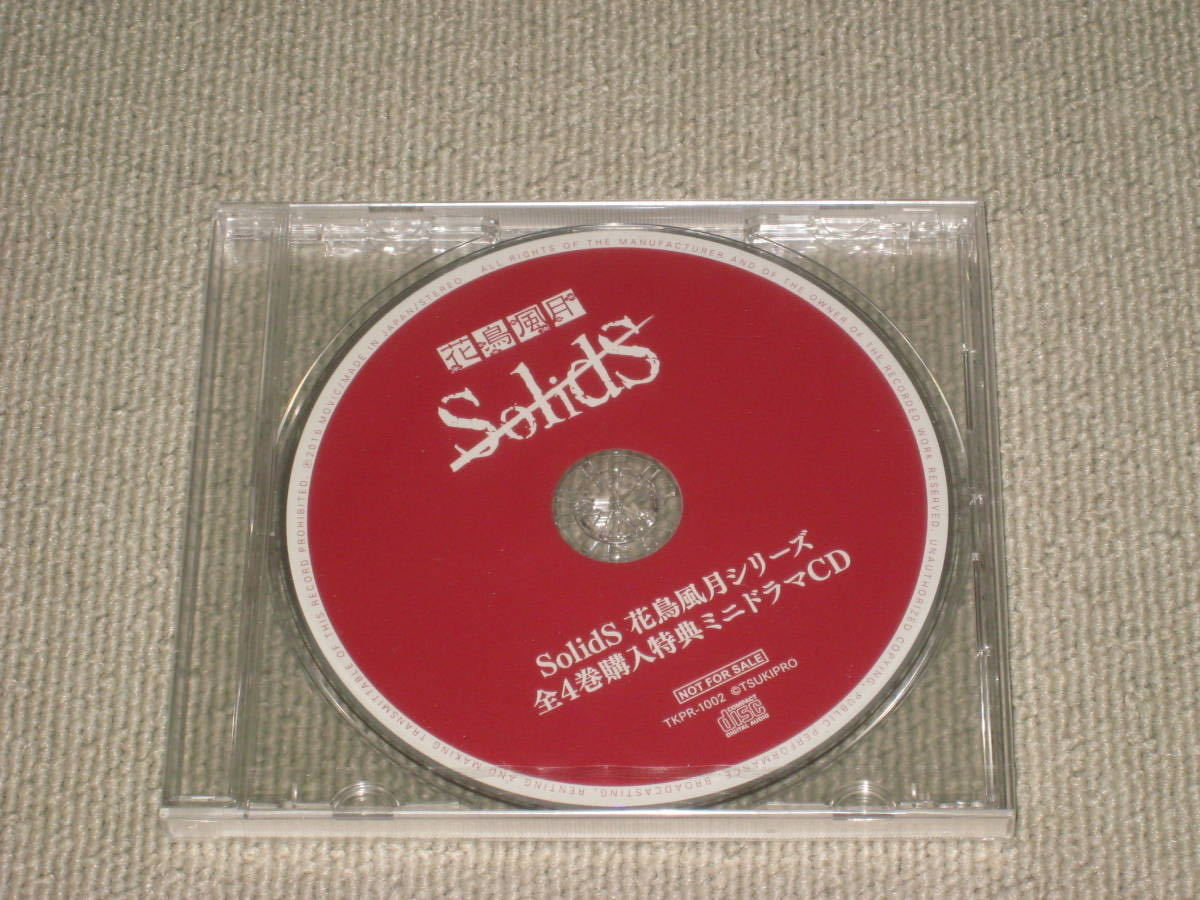 花鳥風月
SolidS
SolidS 花鳥風月シリーズ
全4巻購入特典ミニドラマCD
NOT FOR SALE
TKPR-1002 ©TSUKIPRO
COMPACT
disc
DIGITAL AUDIO
℗2016 MOVIC/MADE IN JAPAN/STEREO. ALL RIGHTS OF THE MANUFACTURER AND OF THE OWNER OF THE RECORDED WORK RESERVED. UNAUTHORIZED COPYING, PUBLIC PERFORMANCE, BROADCASTING, RENTING AND MAKING TRANSMITTABLE OF THIS RECORD PROHIBITED.